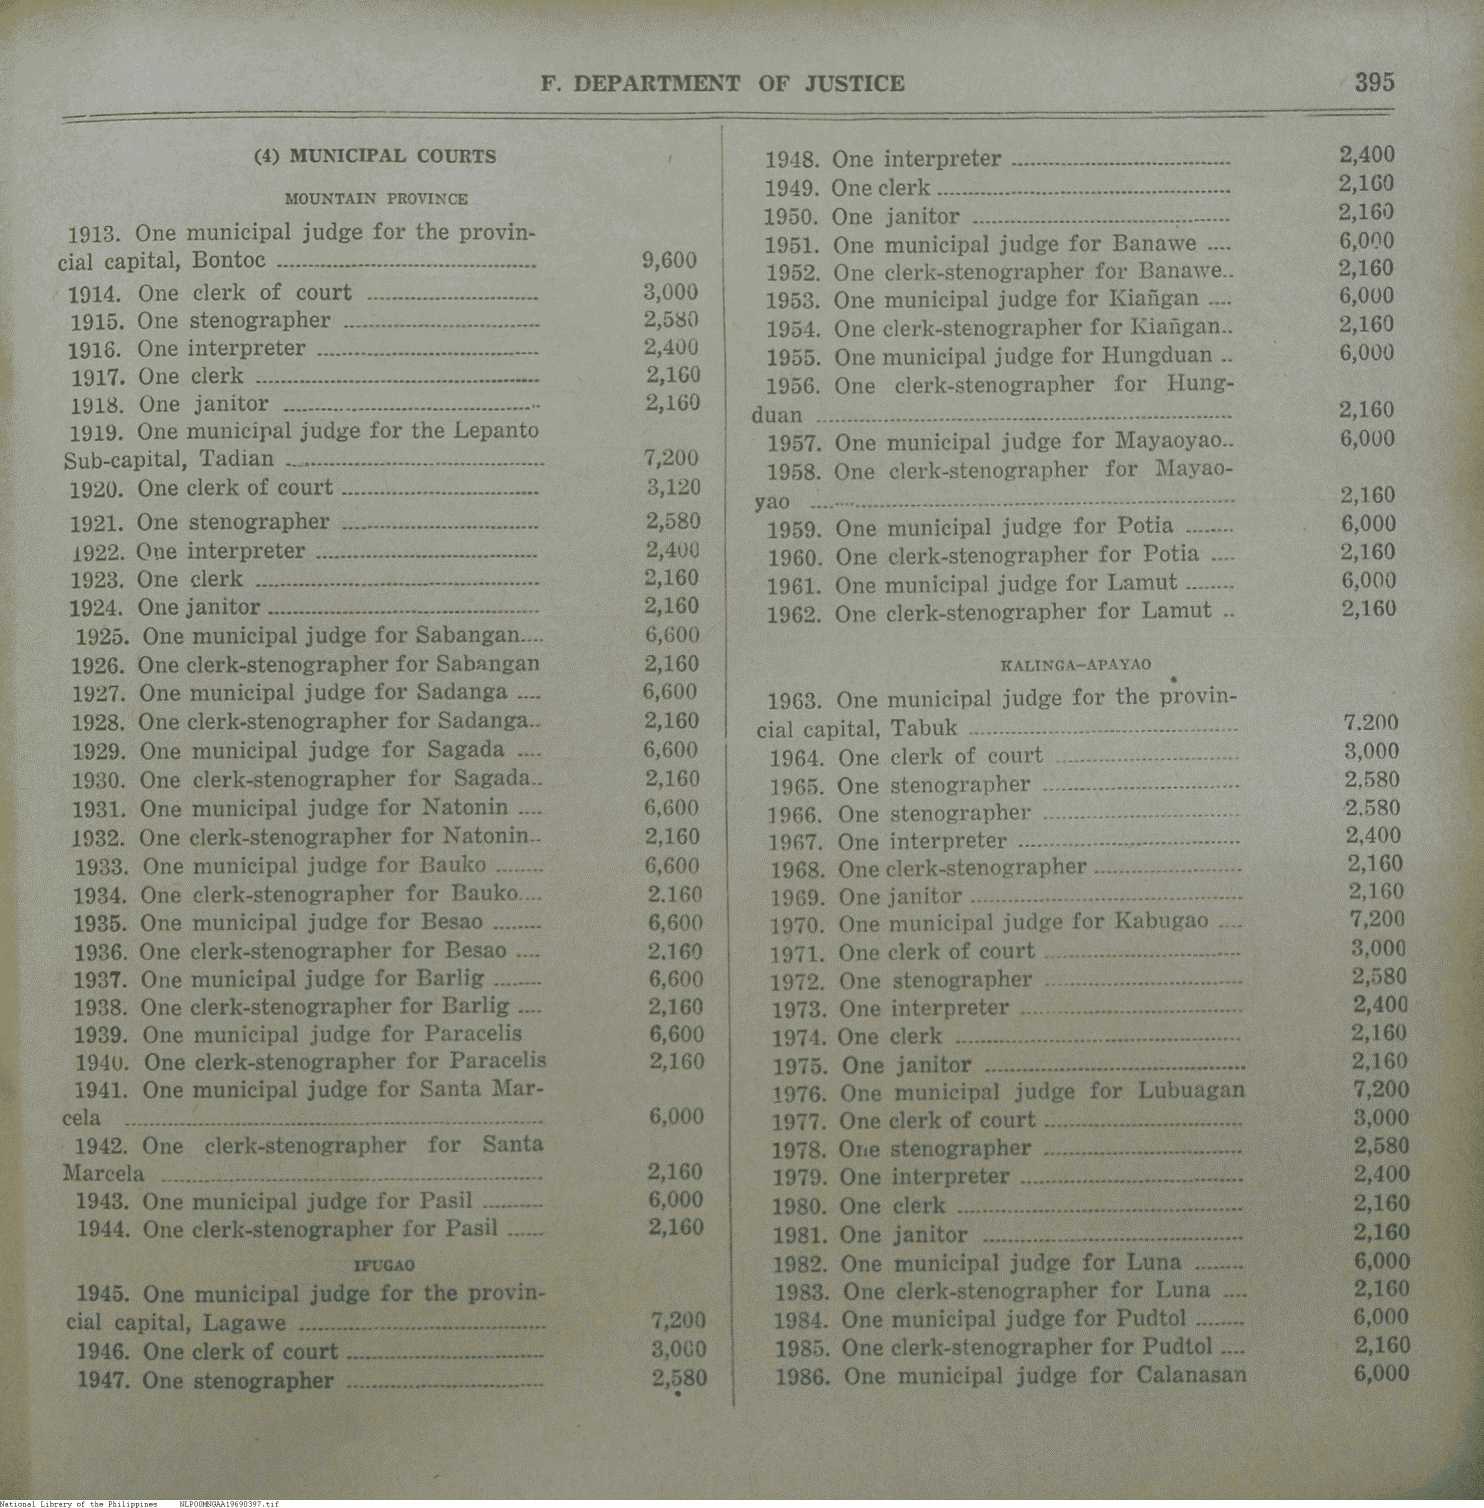 F. DEPARTMENT OF JUSTICE 395
(4) MUNICIPAL COURTS
MOUNTAIN PROVINCE
1913. One municipal judge for the provin-
cial capital, Bontoc ........ 9,600
1914. One clerk of court ........ 3,000
1915. One stenographer ........ 2,580
1916. One interpreter ........ 2,400
1917. One clerk ........ 2,160
1918. One janitor ........ 2,160
1919. One municipal judge for the Lepanto
Sub-capital, Tadian ........ 7,200
1920. One clerk of court ........ 3,120
1921. One stenographer ........ 2,580
1922. One interpreter ........ 2,400
1923. One clerk ........ 2,160
1924. One janitor ........ 2,160
1925. One municipal judge for Sabangan.... 6,600
1926. One clerk-stenographer for Sabangan 2,160
1927. One municipal judge for Sadanga .... 6,600
1928. One clerk-stenographer for Sadanga.. 2,160
1929. One municipal judge for Sagada .... 6,600
1930. One clerk-stenographer for Sagada.. 2,160
1931. One municipal judge for Natonin .... 6,600
1932. One clerk-stenographer for Natonin.. 2,160
1933. One municipal judge for Bauko ........ 6,600
1934. One clerk-stenographer for Bauko.... 2.160
1935. One municipal judge for Besao ........ 6,600
1936. One clerk-stenographer for Besao .... 2.160
1937. One municipal judge for Barlig ........ 6,600
1938. One clerk-stenographer for Barlig .... 2,160
1939. One municipal judge for Paracelis 6,600
1940. One clerk-stenographer for Paracelis 2,160
1941. One municipal judge for Santa Mar-
cela ........ 6,000
1942. One clerk-stenographer for Santa
Marcela ........ 2,160
1943. One municipal judge for Pasil ........ 6,000
1944. One clerk-stenographer for Pasil ...... 2,160
IFUGAO
1945. One municipal judge for the provin-
cial capital, Lagawe ........ 7,200
1946. One clerk of court ........ 3,000
1947. One stenographer ........ 2,580
1948. One interpreter ........ 2,400
1949. One clerk ........ 2,160
1950. One janitor ........ 2,160
1951. One municipal judge for Banawe .... 6,000
1952. One clerk-stenographer for Banawe.. 2,160
1953. One municipal judge for Kiañgan .... 6,000
1954. One clerk-stenographer for Kiañgan.. 2,160
1955. One municipal judge for Hungduan .. 6,000
1956. One clerk-stenographer for Hung-
duan ........ 2,160
1957. One municipal judge for Mayaoyao.. 6,000
1958. One clerk-stenographer for Mayao-
yao ........ 2,160
1959. One municipal judge for Potia ........ 6,000
1960. One clerk-stenographer for Potia .... 2,160
1961. One municipal judge for Lamut ........ 6,000
1962. One clerk-stenographer for Lamut .. 2,160
KALINGA–APAYAO
1963. One municipal judge for the provin-
cial capital, Tabuk ........ 7.200
1964. One clerk of court ........ 3,000
1965. One stenographer ........ 2,580
1966. One stenographer ........ 2.580
1967. One interpreter ........ 2,400
1968. One clerk-stenographer ........ 2,160
1969. One janitor ........ 2,160
1970. One municipal judge for Kabugao .... 7,200
1971. One clerk of court ........ 3,000
1972. One stenographer ........ 2,580
1973. One interpreter ........ 2,400
1974. One clerk ........ 2,160
1975. One janitor ........ 2,160
1976. One municipal judge for Lubuagan 7,200
1977. One clerk of court ........ 3,000
1978. One stenographer ........ 2,580
1979. One interpreter ........ 2,400
1980. One clerk ........ 2,160
1981. One janitor ........ 2,160
1982. One municipal judge for Luna ........ 6,000
1983. One clerk-stenographer for Luna .... 2,160
1984. One municipal judge for Pudtol ........ 6,000
1985. One clerk-stenographer for Pudtol .... 2,160
1986. One municipal judge for Calanasan 6,000
National Library of the Philippines NLPOOMNGAA19690397.tif